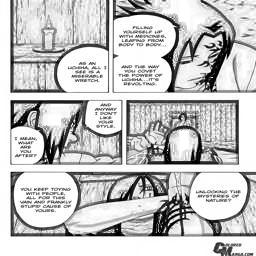 FILLING
YOURSELF UP
WITH MEDICINES,
LEAPING FROM
BODY TO BODY...
AS AN
UCHIHA, ALL I
SEE IS A
MISERABLE
WRETCH.
AND THE WAY
YOU COVET
THE POWER OF
UCHIHA...IT'S
REVOLTING.
AND
ANYWAY
I DON'T
LIKE
YOUR
STYLE.
I MEAN,
WHAT
ARE
YOU
AFTER?
YOU KEEP TOYING
WITH PEOPLE,
ALL FOR THIS
VAIN AND FRANKLY
STUPID CAUSE OF
YOURS.
UNLOCKING THE
MYSTERIES OF
NATURE?
COLORED
MANGA.COM